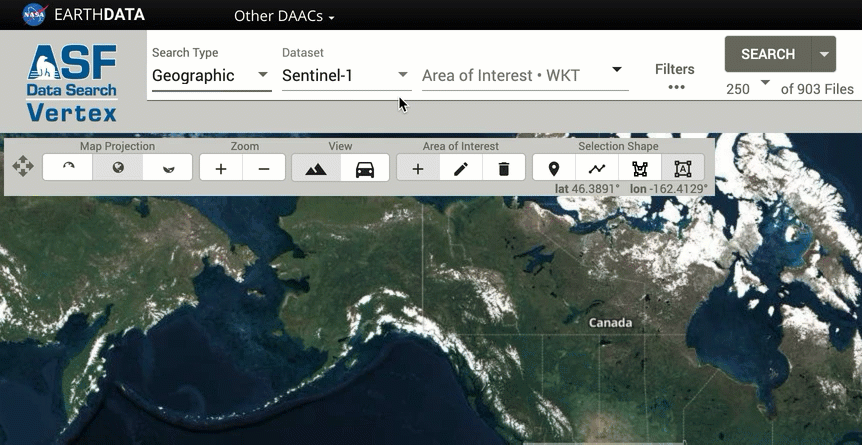 NASA EARTHDATA Other DAACs
ASF
Data Search
Vertex
Search Type
Geographic
Dataset
Sentinel-1
Area of Interest • WKT
Filters
SEARCH
250 of 903 Files
Map Projection
Zoom
View
Area of Interest
Selection Shape
A
lat 46.3891° lon -162.4129°
Canada